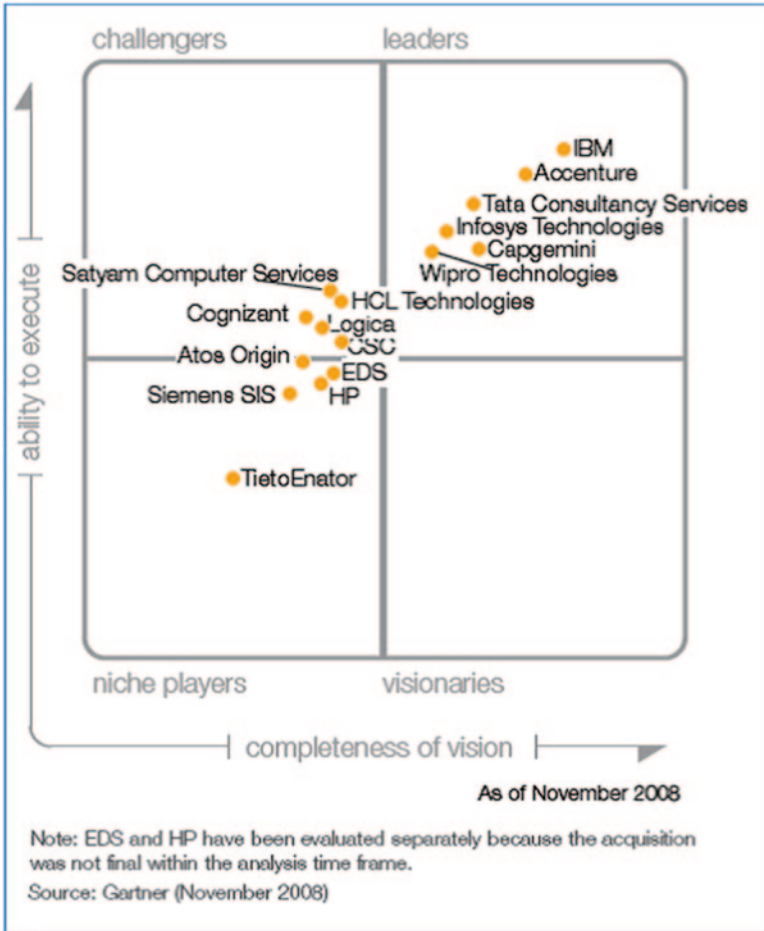 challengers
leaders
IBM
Accenture
Tata Consultancy Services
Infosys Technologies
Capgemini
Wipro Technologies
Satyam Computer Services
HCL Technologies
Cognizant
Logica
CSC
Atos Origin
EDS
Siemens SIS
HP
TietoEnator
ability to execute
niche players
visionaries
completeness of vision
As of November 2008
Note: EDS and HP have been evaluated separately because the acquisition
was not final within the analysis time frame.
Source: Gartner (November 2008)